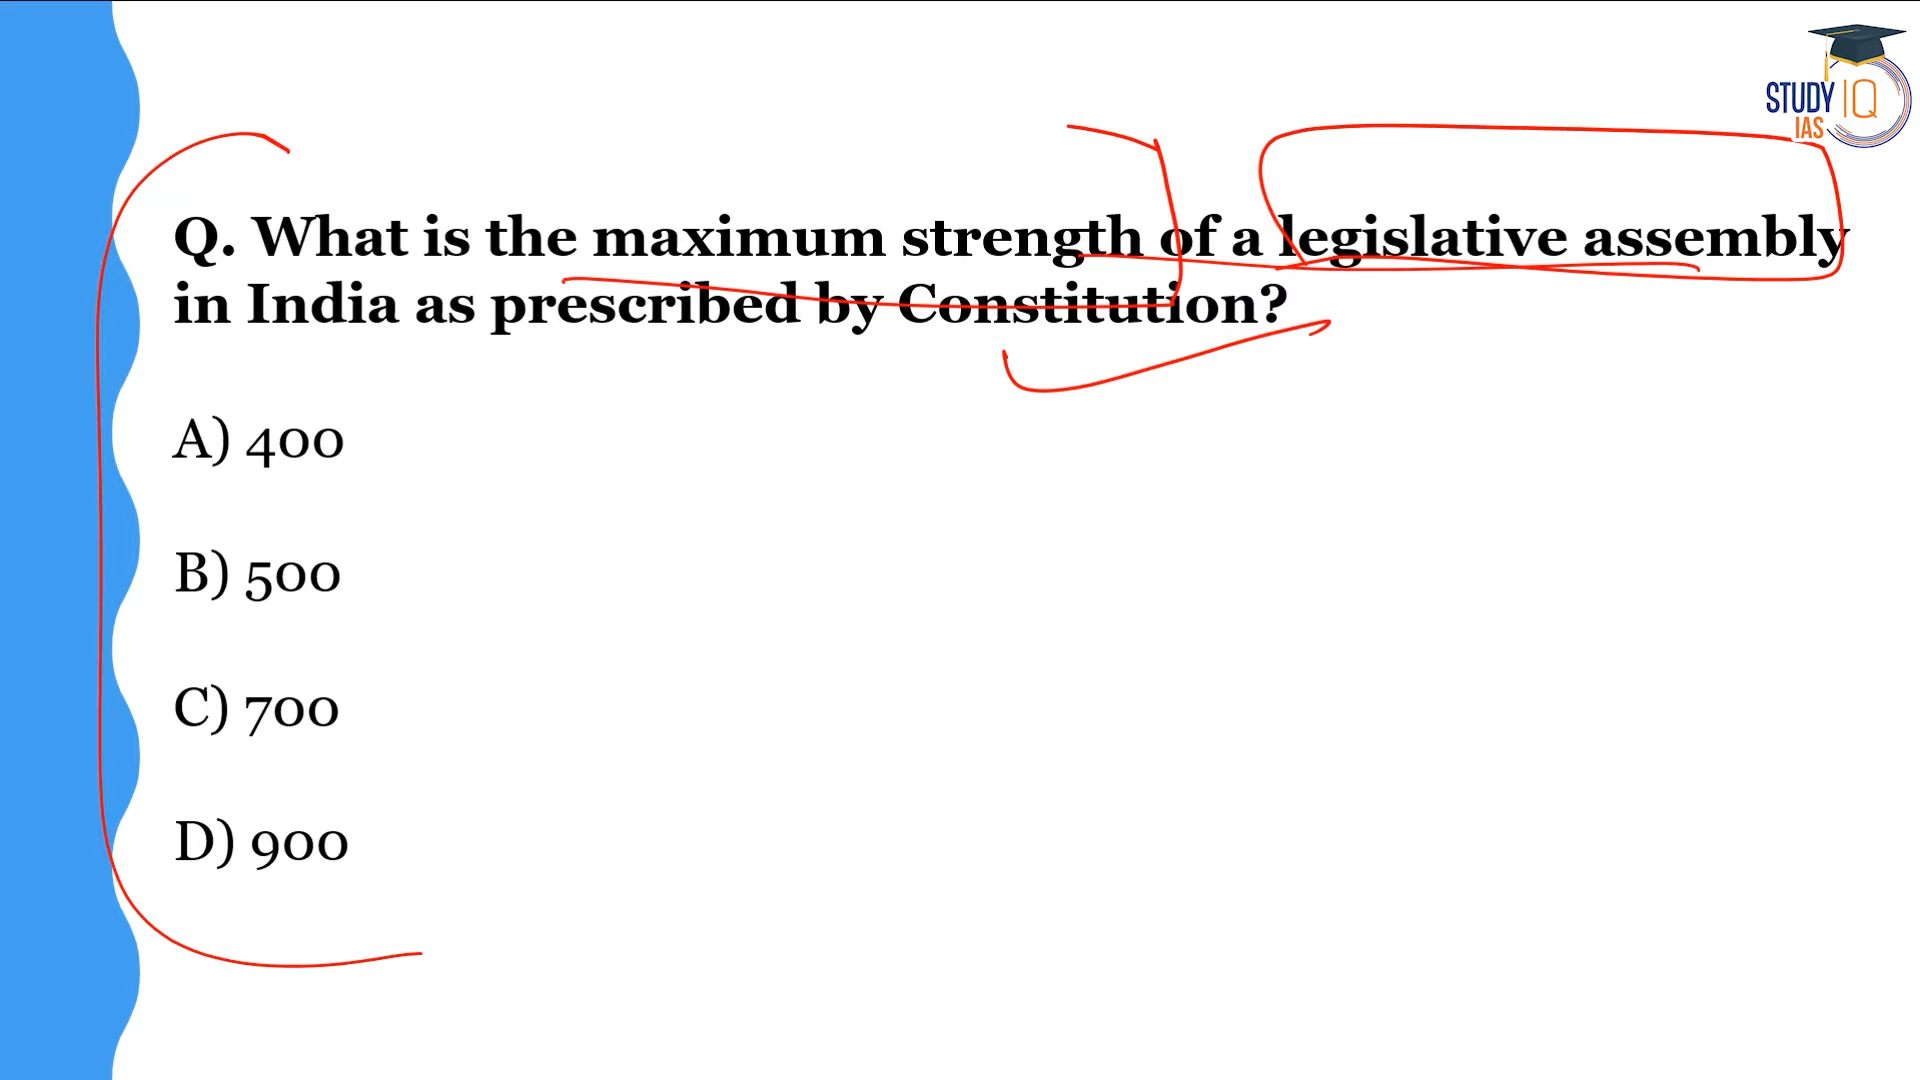 STUDY IQ
IAS
Q. What is the maximum strength of a legislative assembly
in India as prescribed by Constitution?
A) 400
B) 500
C) 700
D) 900